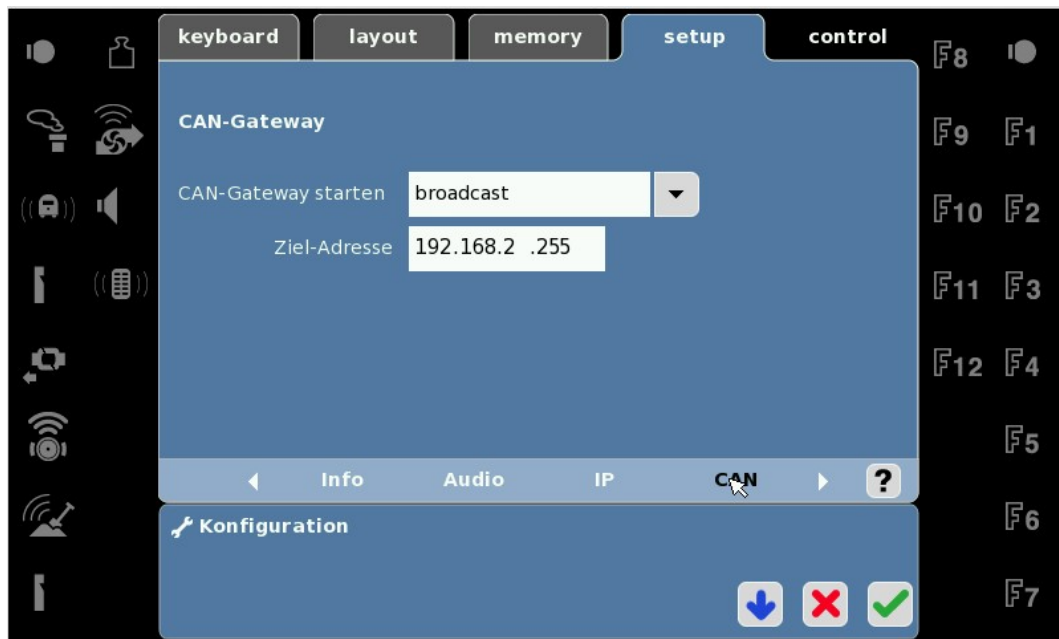 keyboard layout memory setup control
F8
CAN-Gateway
F9 F1
CAN-Gateway starten broadcast
F10 F2
Ziel-Adresse 192.168.2 .255
F11 F3
F12 F4
F5
Info Audio IP CAN ?
Konfiguration
F6
F7